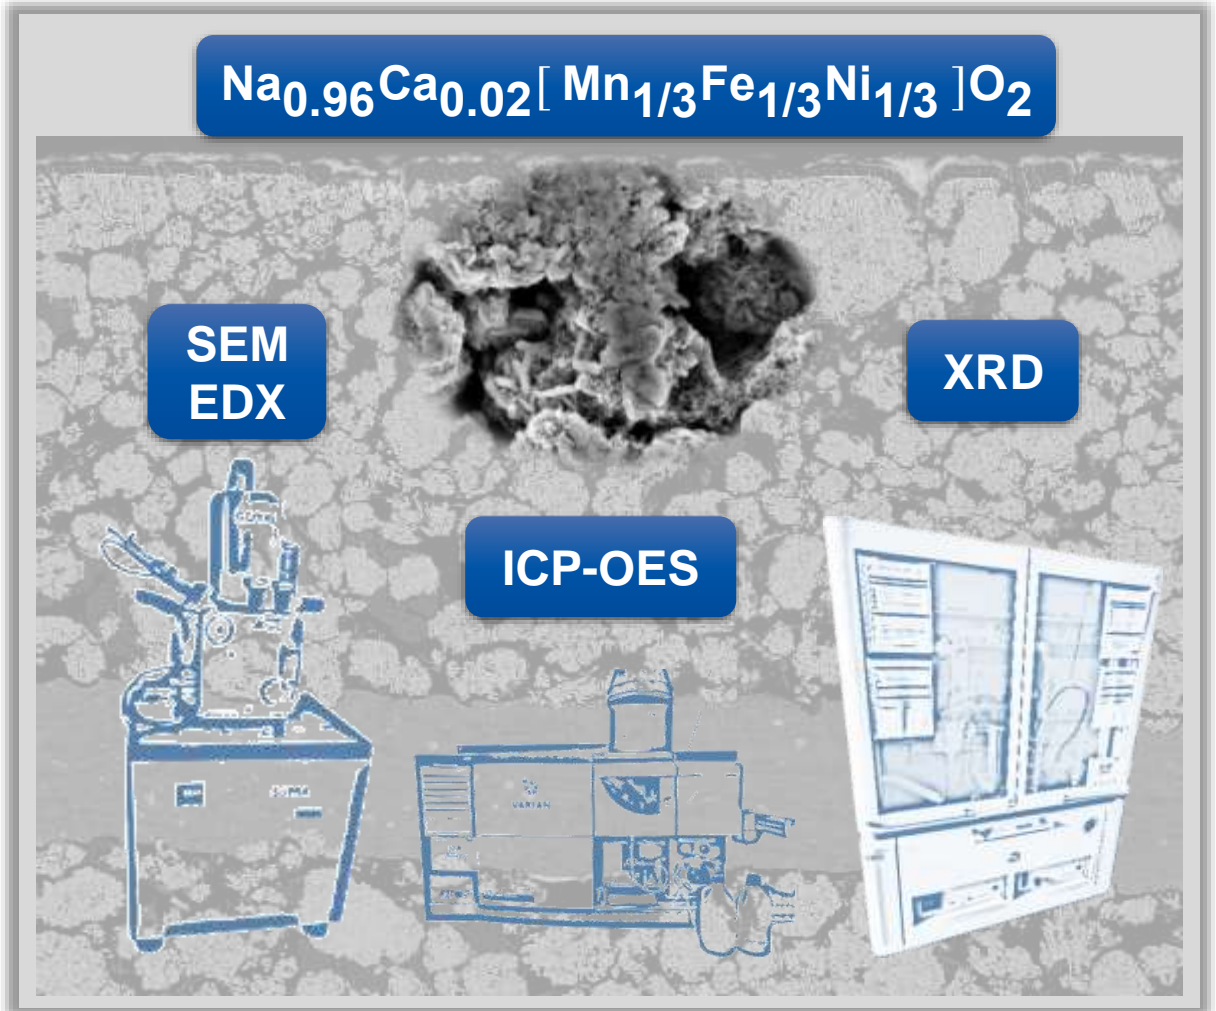 Na0.96Ca0.02[ Mn1/3Fe1/3Ni1/3 ]O2
SEM
EDX
XRD
ICP-OES
VARIAN